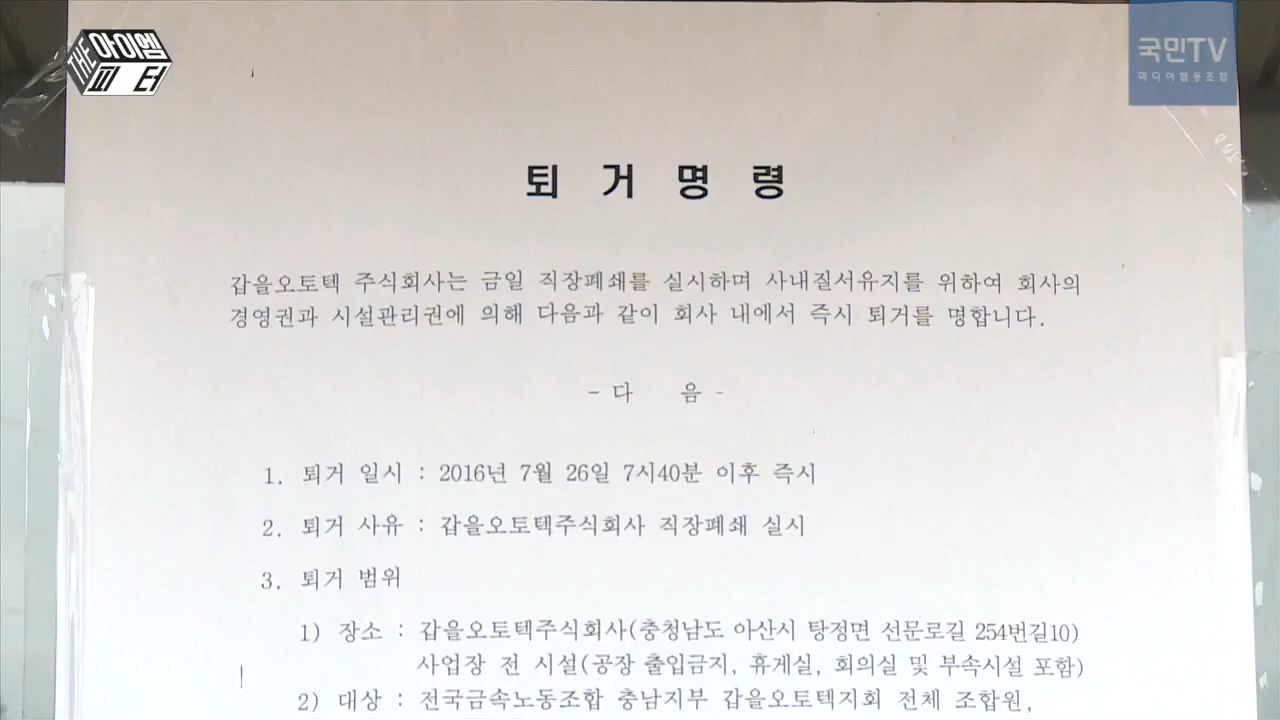 THE 아이엠
피터
국민TV
미디어협동조합
퇴 거 명 령
갑을오토텍 주식회사는 금일 직장폐쇄를 실시하며 사내질서유지를 위하여 회사의
경영권과 시설관리권에 의해 다음과 같이 회사 내에서 즉시 퇴거를 명합니다.
- 다 음 -
1. 퇴거 일시 : 2016년 7월 26일 7시40분 이후 즉시
2. 퇴거 사유 : 갑을오토텍주식회사 직장폐쇄 실시
3. 퇴거 범위
1) 장소 : 갑을오토텍주식회사(충청남도 아산시 탕정면 선문로길 254번길10)
사업장 전 시설(공장 출입금지, 휴게실, 회의실 및 부속시설 포함)
2) 대상 : 전국금속노동조합 충남지부 갑을오토텍지회 전체 조합원,